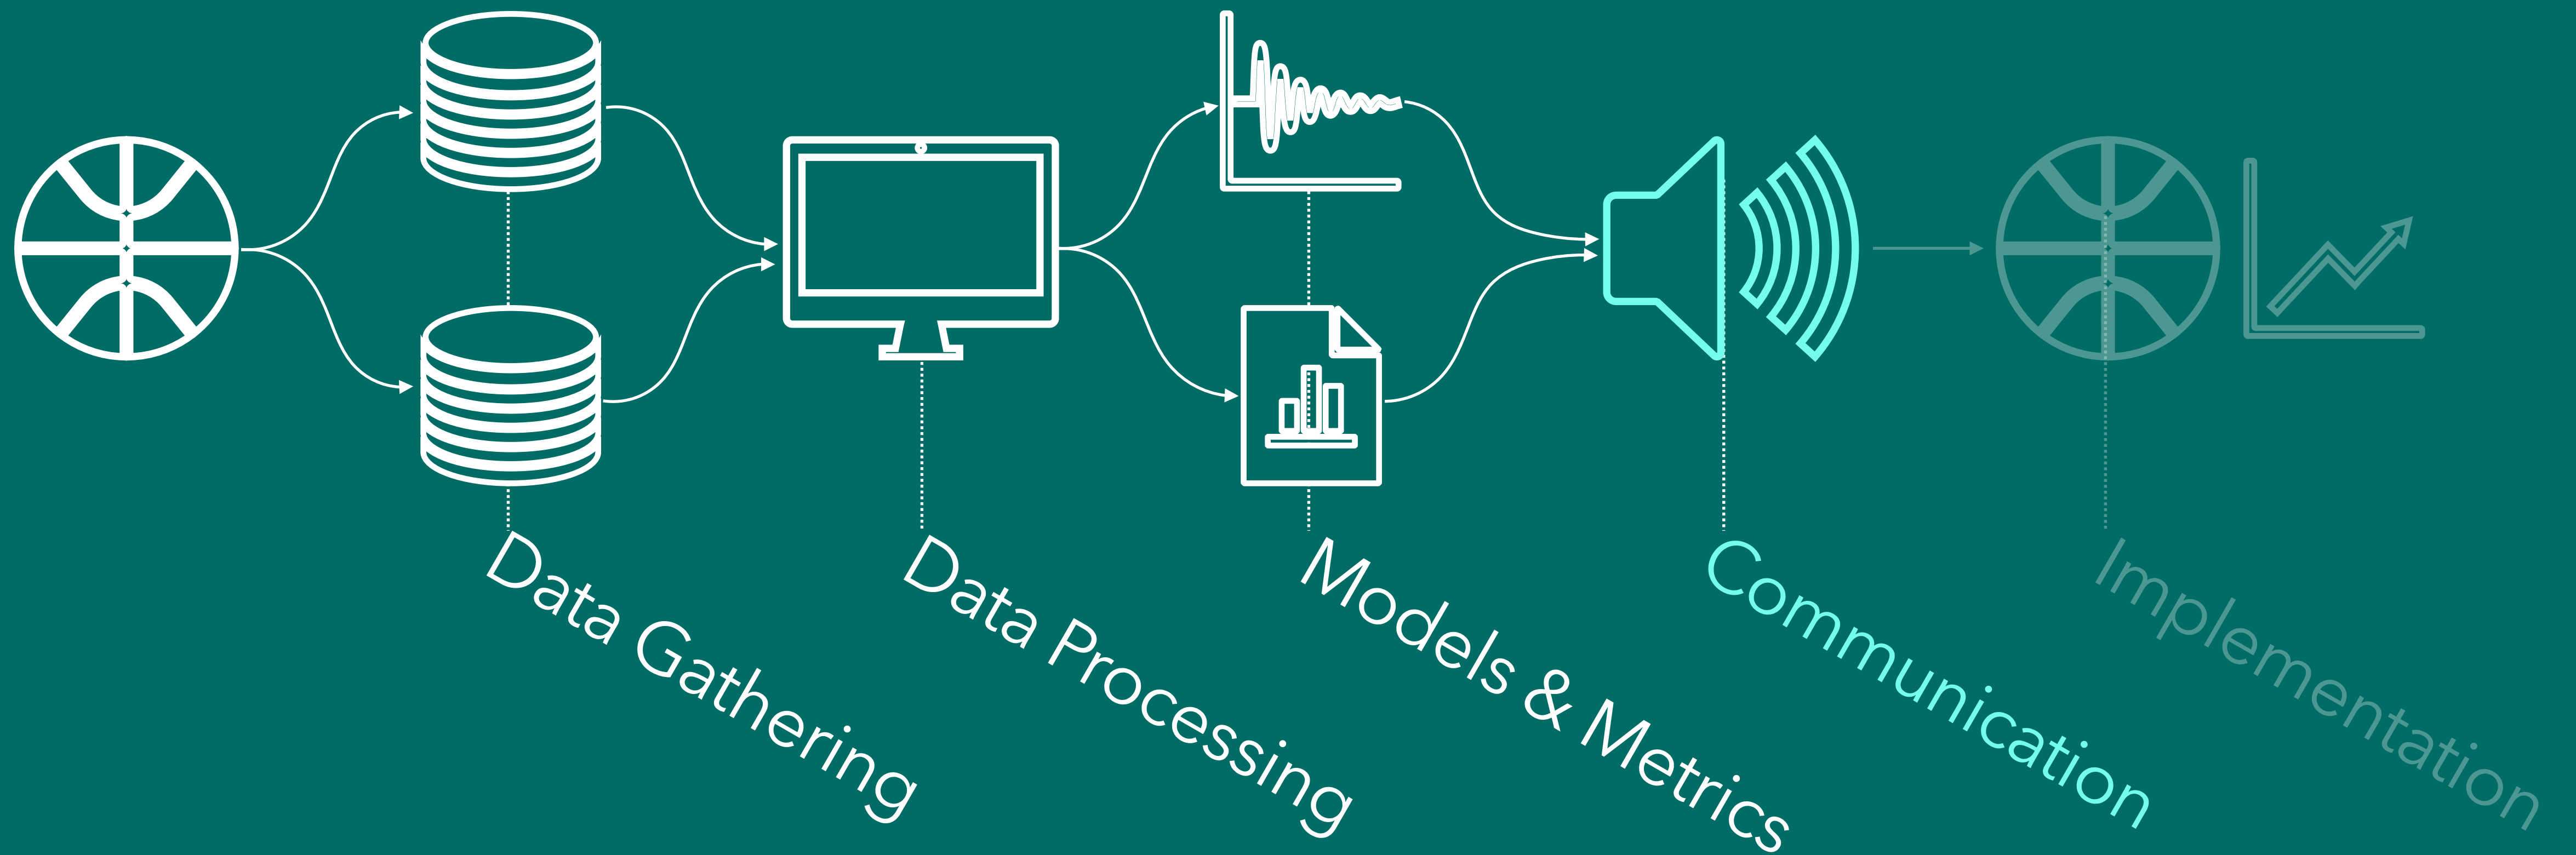 Data Gathering
Data Processing
Models & Metrics
Communication
Implementation